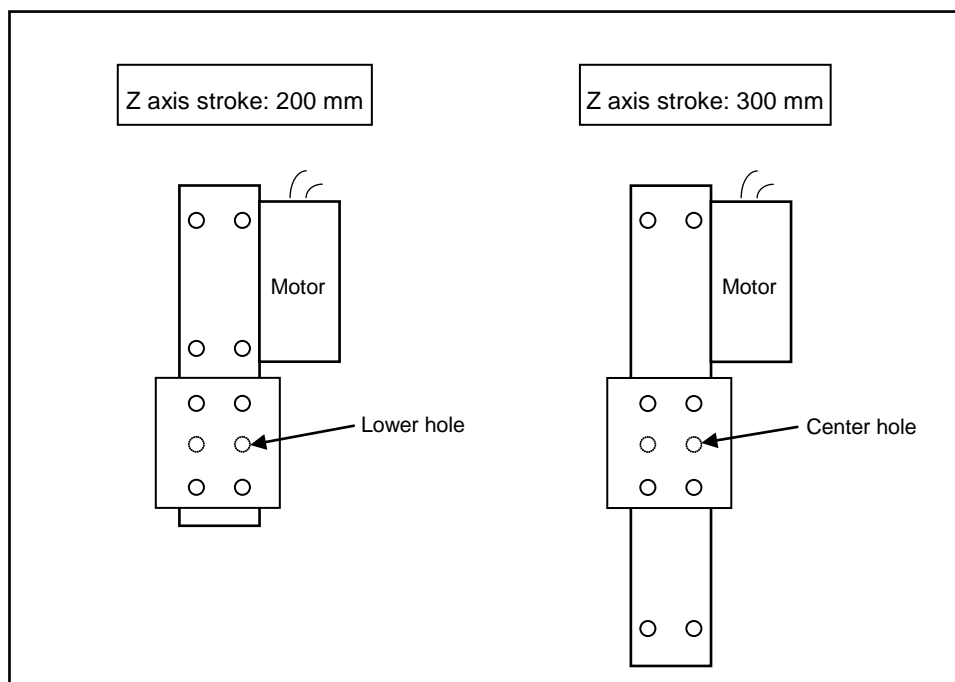 Z axis stroke: 200 mm
Z axis stroke: 300 mm
Motor
Motor
Lower hole
Center hole